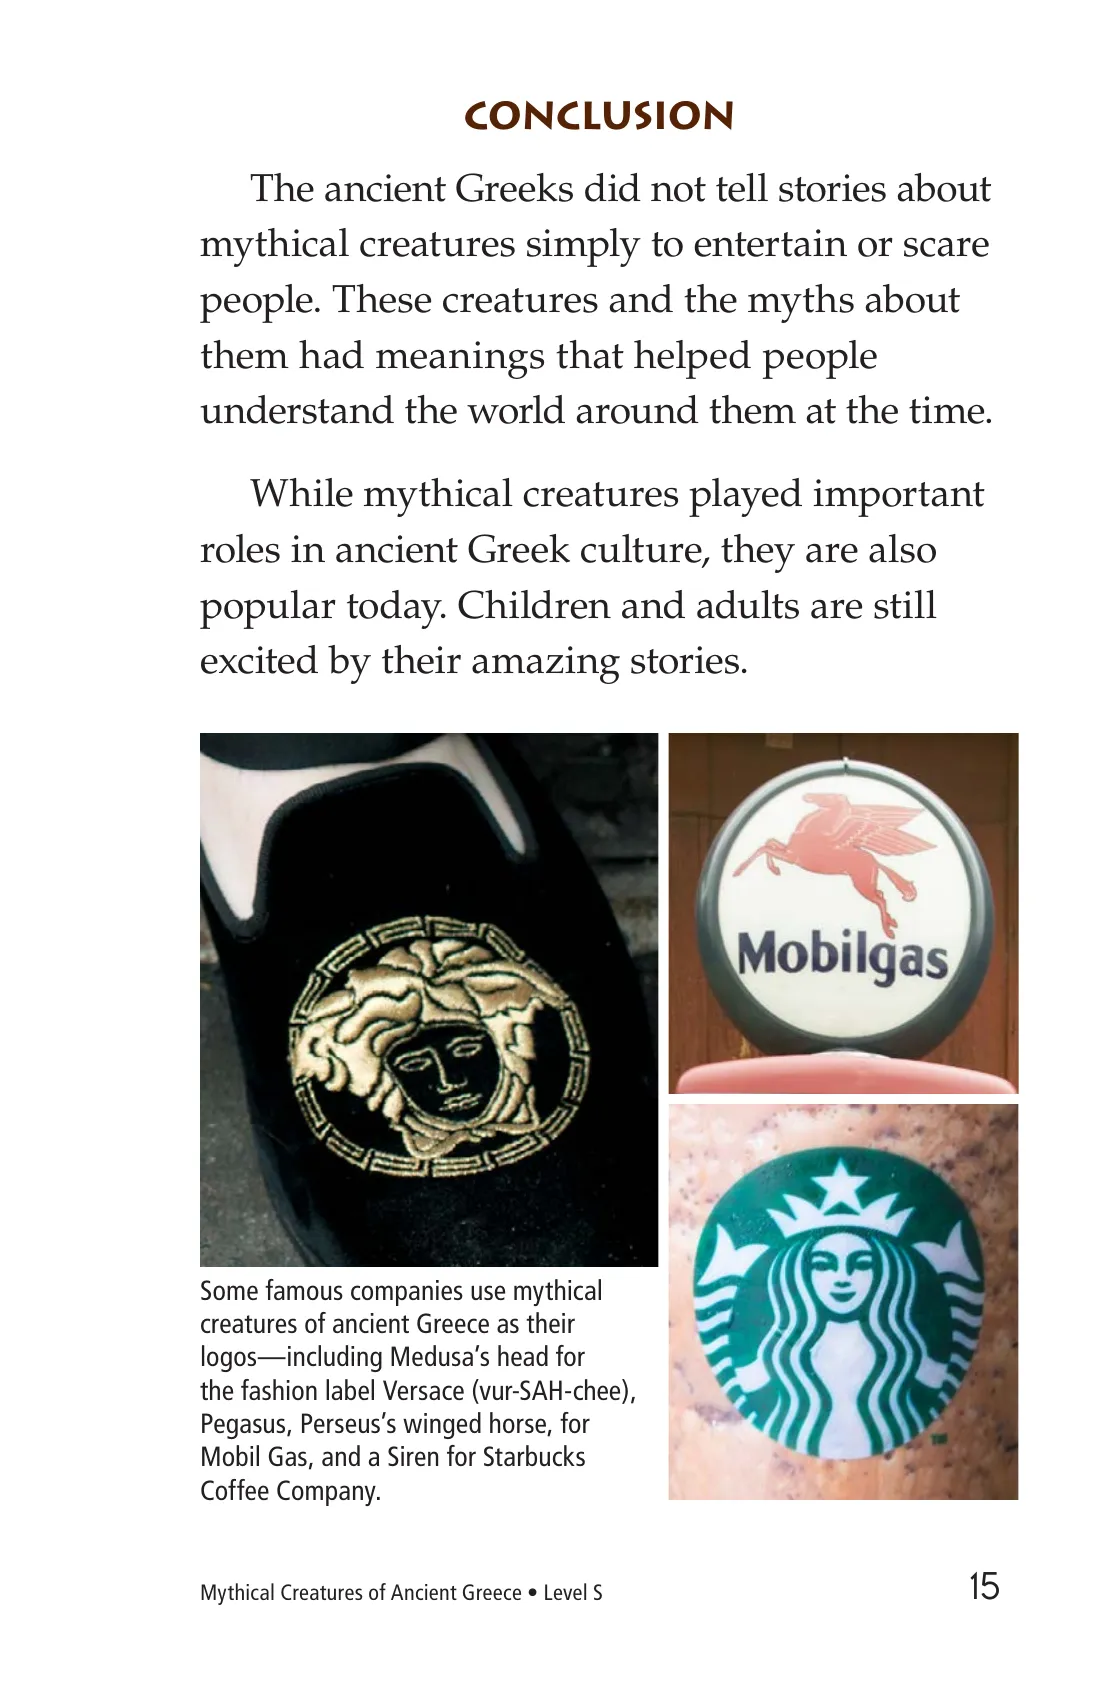 CONCLUSION
The ancient Greeks did not tell stories about
mythical creatures simply to entertain or scare
people. These creatures and the myths about
them had meanings that helped people
understand the world around them at the time.
While mythical creatures played important
roles in ancient Greek culture, they are also
popular today. Children and adults are still
excited by their amazing stories.
Mobilgas
TM
Some famous companies use mythical
creatures of ancient Greece as their
logos—including Medusa's head for
the fashion label Versace (vur-SAH-chee),
Pegasus, Perseus's winged horse, for
Mobil Gas, and a Siren for Starbucks
Coffee Company.
Mythical Creatures of Ancient Greece • Level S
15